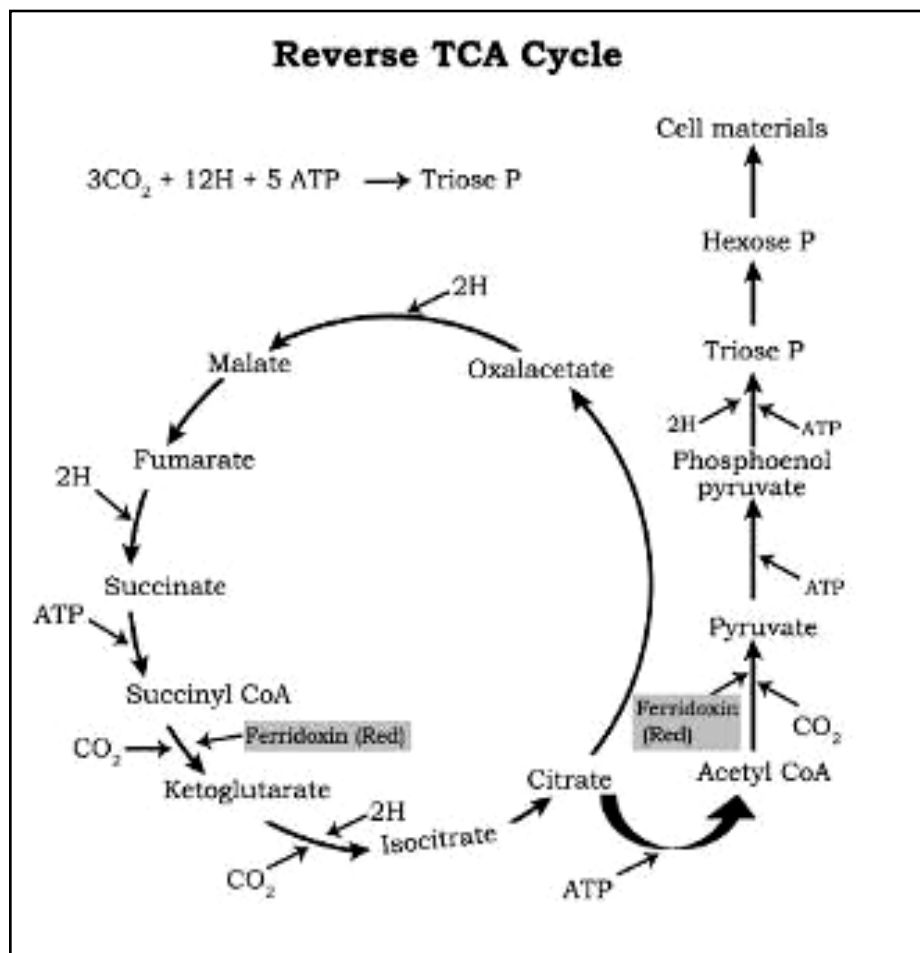 Reverse TCA Cycle
3CO₂ + 12H + 5 ATP → Triose P
Cell materials
Hexose P
Triose P
2H
ATP
Phosphoenol
pyruvate
ATP
Pyruvate
Ferridoxin
(Red)
CO₂
Acetyl CoA
2H
Oxalacetate
Malate
Fumarate
2H
Succinate
ATP
Succinyl CoA
CO₂
Ferridoxin (Red)
Ketoglutarate
2H
CO₂
Isocitrate
Citrate
ATP